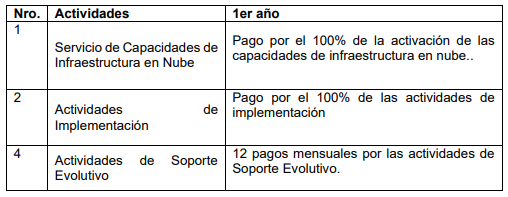 Nro. Actividades 1er año
1
Servicio de Capacidades de
Infraestructura en Nube
Pago por el 100% de la activación de las
capacidades de infraestructura en nube..
2
Actividades de
Implementación
Pago por el 100% de las actividades de
implementación
4
Actividades de Soporte
Evolutivo
12 pagos mensuales por las actividades de
Soporte Evolutivo.